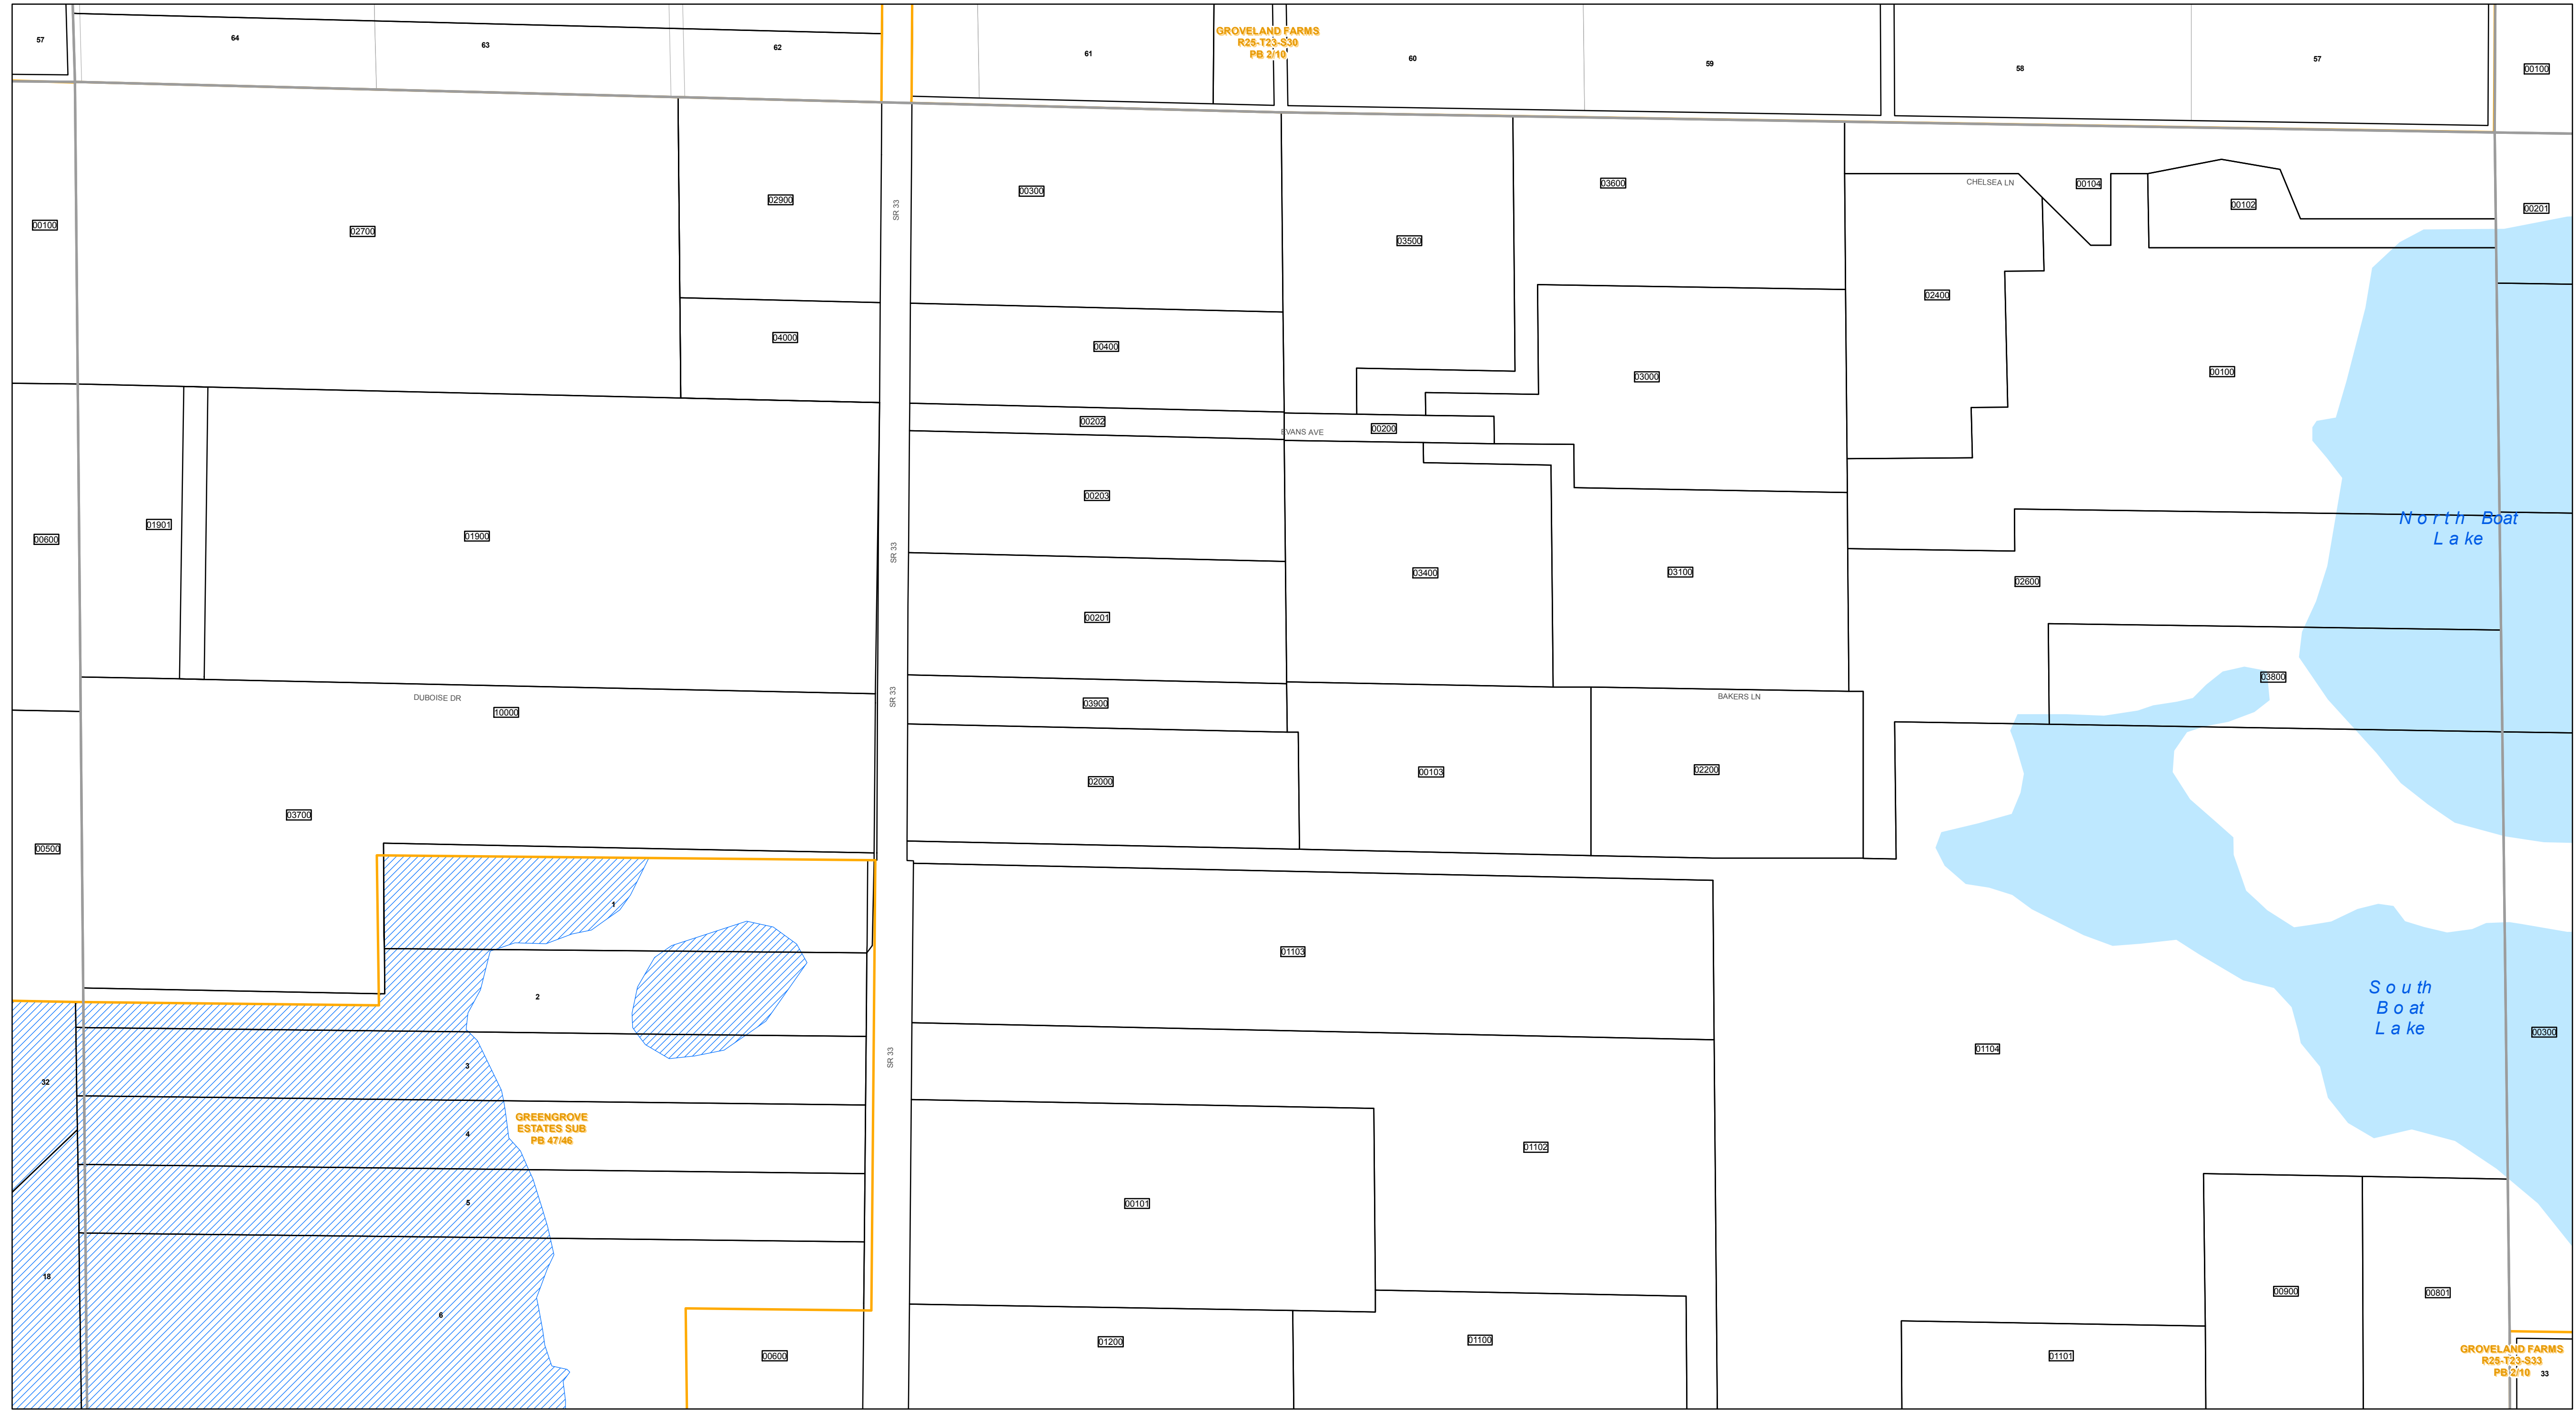 57
64
63
62
61
GROVELAND FARMS
R25-T23-S30
PB 2/10
60
59
58
57
00100
00100
02700
02900
04000
SR 33
00300
00400
03500
03600
03000
CHELSEA LN
00104
00102
00201
02400
00100
00202
EVANS AVE
00200
00203
00600
01901
01900
SR 33
03400
03100
North Boat
Lake
02600
00201
DUBOISE DR
10000
SR 33
03900
BAKERS LN
03800
02000
00103
02200
03700
00500
1
01103
2
South
Boat
Lake
00300
01104
SR 33
3
32
GREENGROVE
ESTATES SUB
PB 47/46
4
01102
5
00101
18
6
00900
00801
00600
01200
01100
01101
GROVELAND FARMS
R25-T23-S33
PB 2/10
33